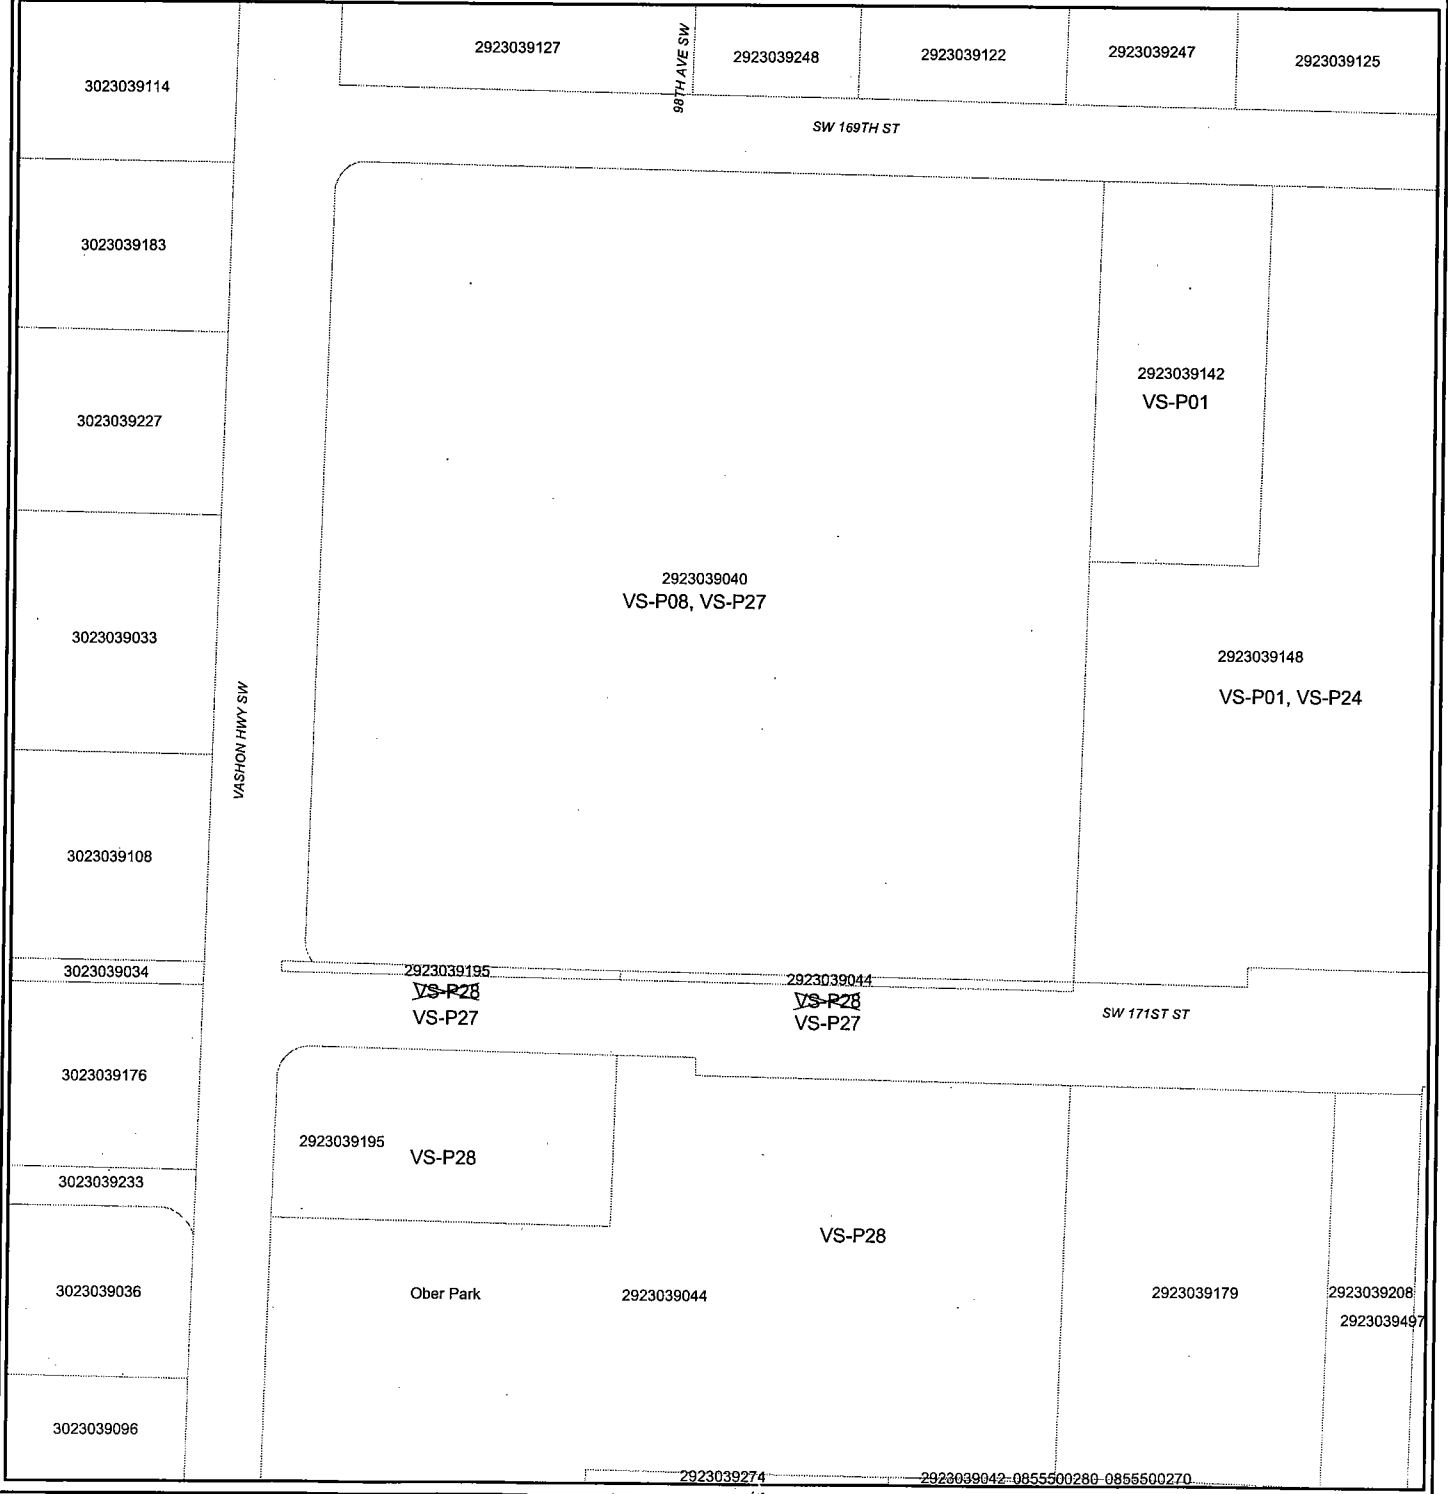 2923039127
98TH AVE SW
2923039248
2923039122
2923039247
2923039125
3023039114
SW 169TH ST
3023039183
2923039142
VS-P01
3023039227
2923039040
VS-P08, VS-P27
3023039033
2923039148
VS-P01, VS-P24
VASHON HWY SW
3023039108
3023039034
2923039195
VS-P28
VS-P27
2923039044
VS-P28
VS-P27
SW 171ST ST
3023039176
2923039195
VS-P28
3023039233
VS-P28
3023039036
Ober Park
2923039044
2923039179
2923039208
2923039497
3023039096
2923039274
2923039042 0855500280 0855500270